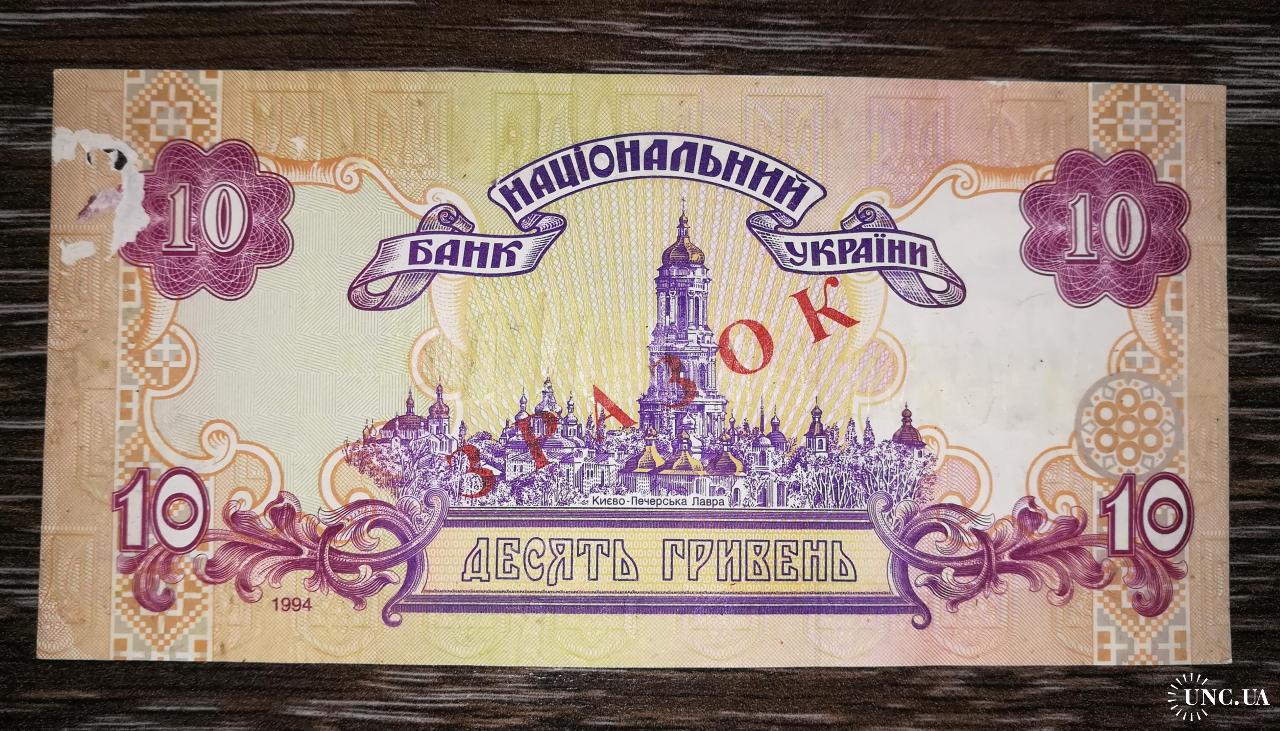 НАЦІОНАЛЬНИЙ
БАНК УКРАЇНИ
10 10
ЗРАЗОК
Києво-Печерська Лавра
10 10
ДЕСЯТЬ ГРИВЕНЬ
1994
UNC.UA